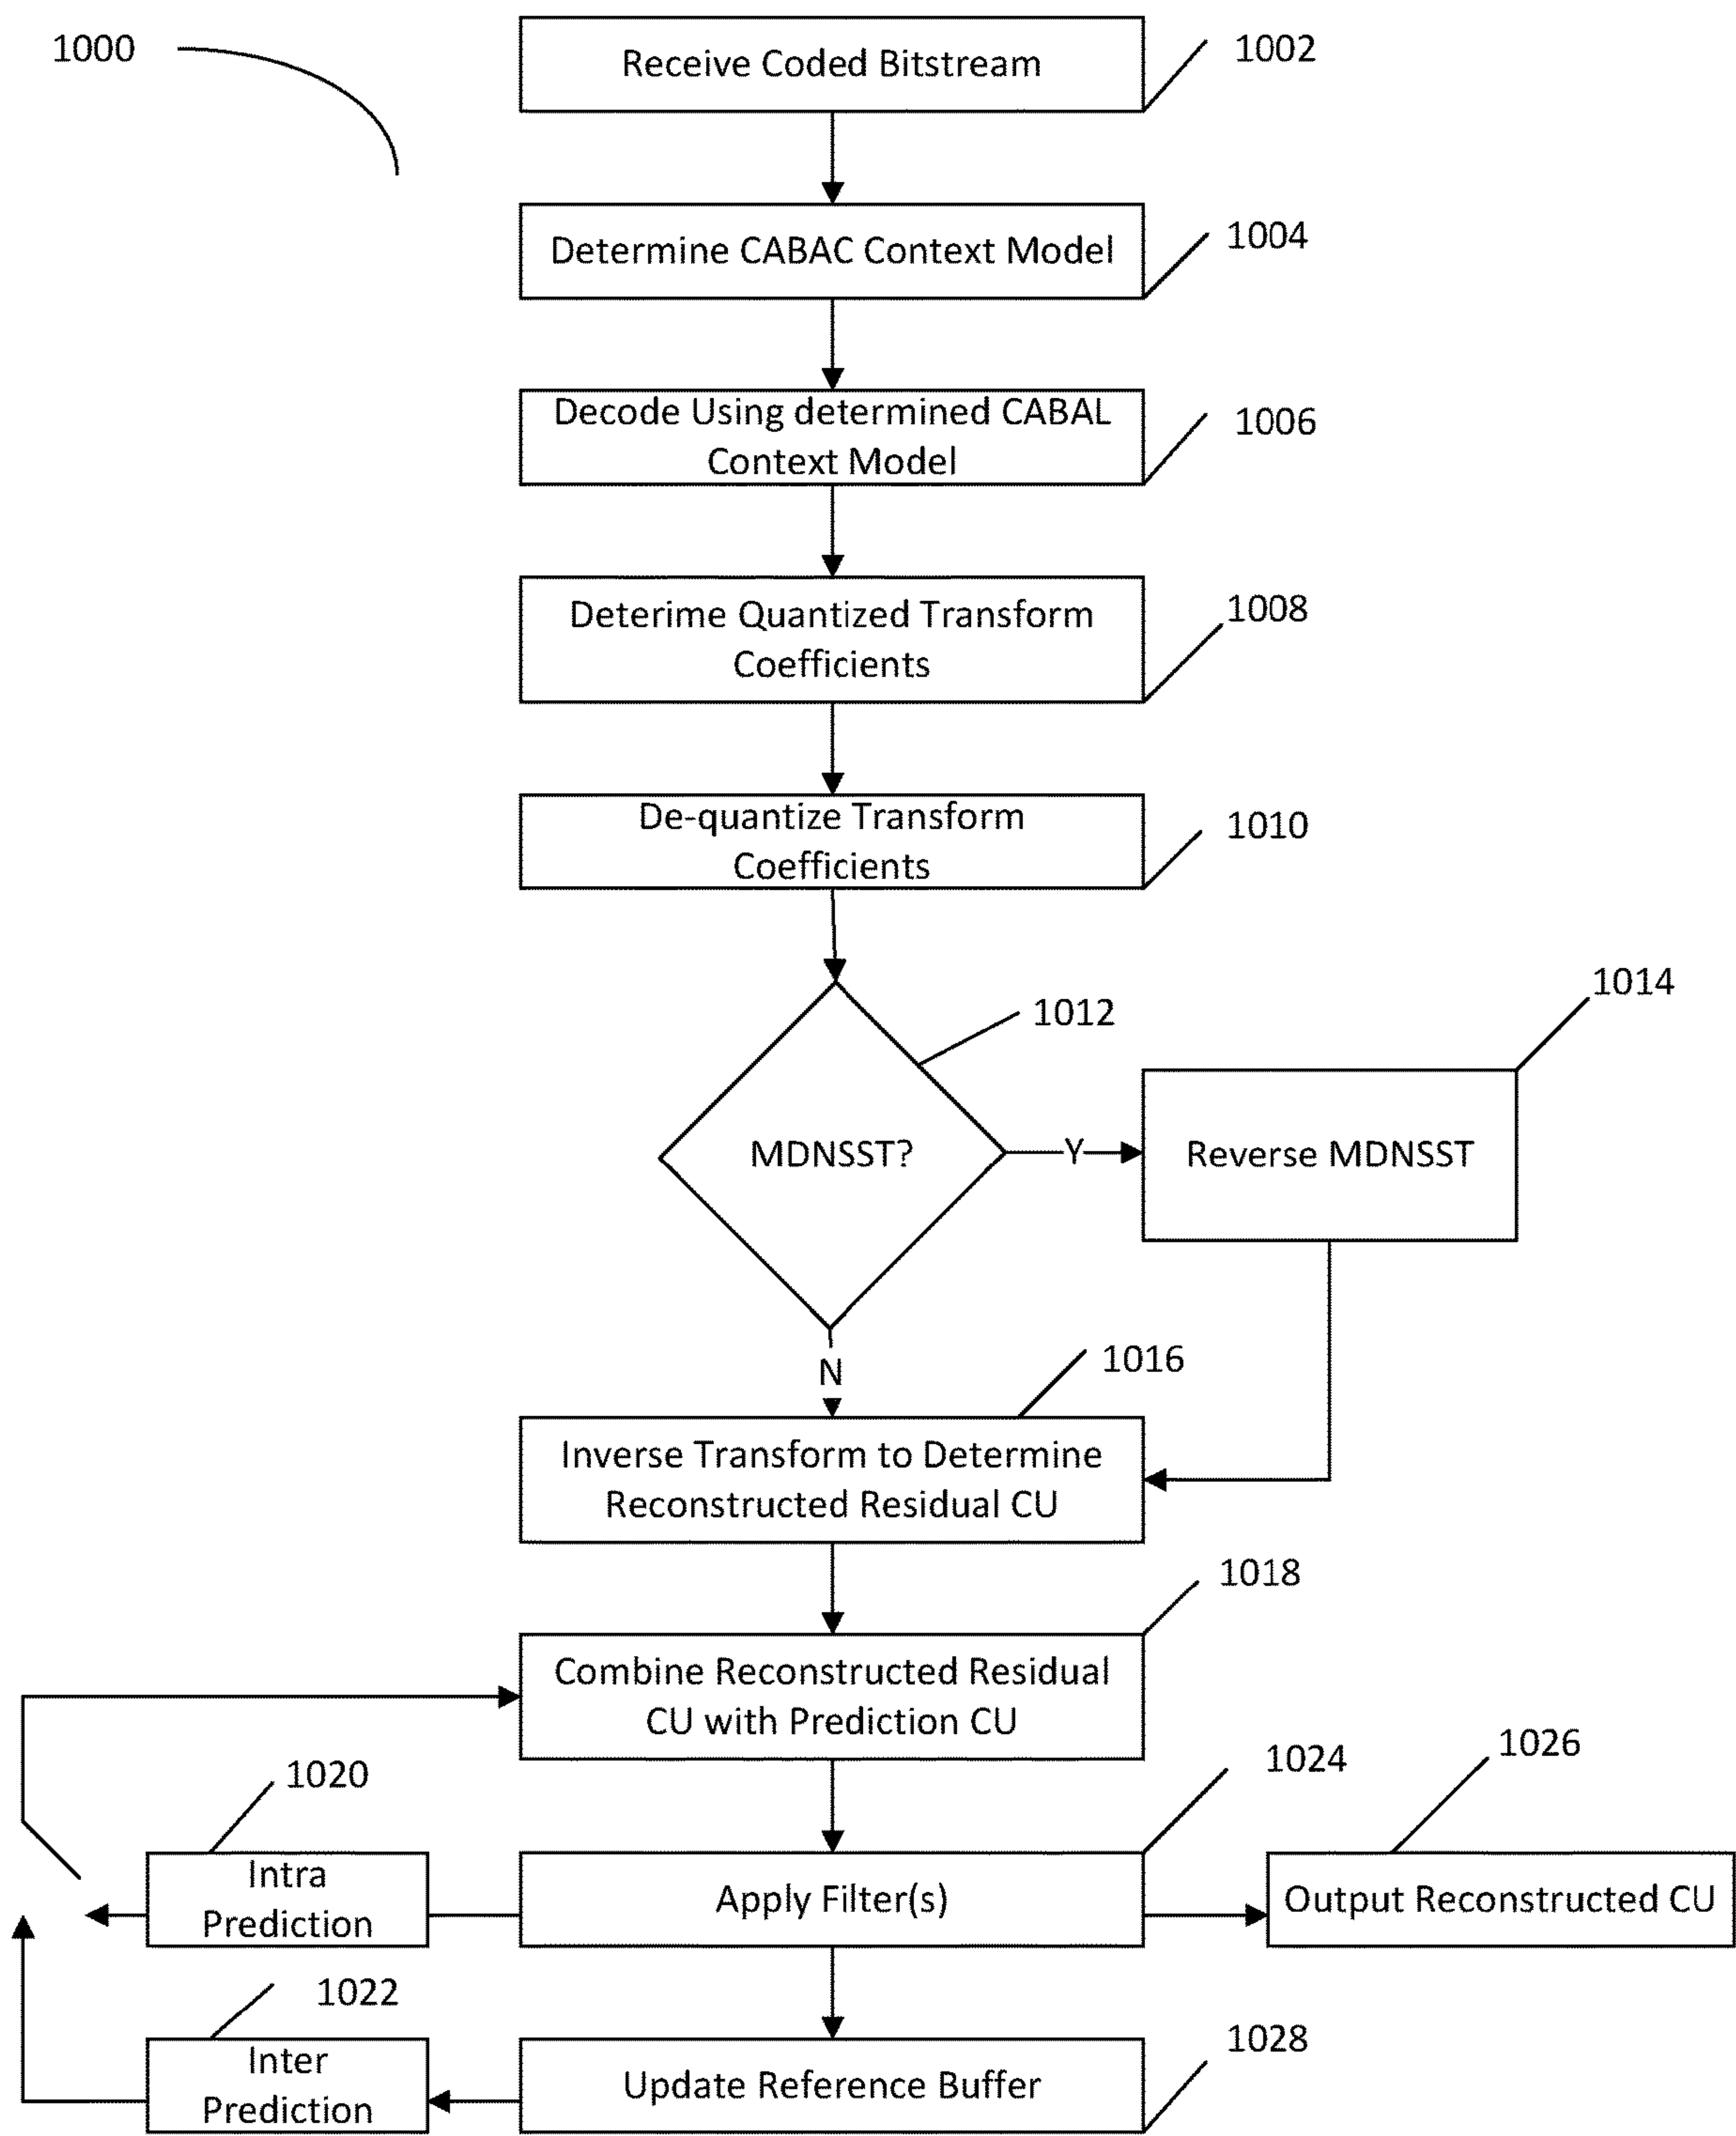 1000
Receive Coded Bitstream
1002
Determine CABAC Context Model
1004
Decode Using determined CABAL
Context Model
1006
Deterime Quantized Transform
Coefficients
1008
De-quantize Transform
Coefficients
1010
1012
MDNSST?
Y
1014
Reverse MDNSST
N
1016
Inverse Transform to Determine
Reconstructed Residual CU
1018
Combine Reconstructed Residual
CU with Prediction CU
1020
Intra
Prediction
1024
Apply Filter(s)
1026
Output Reconstructed CU
1022
Inter
Prediction
Update Reference Buffer
1028